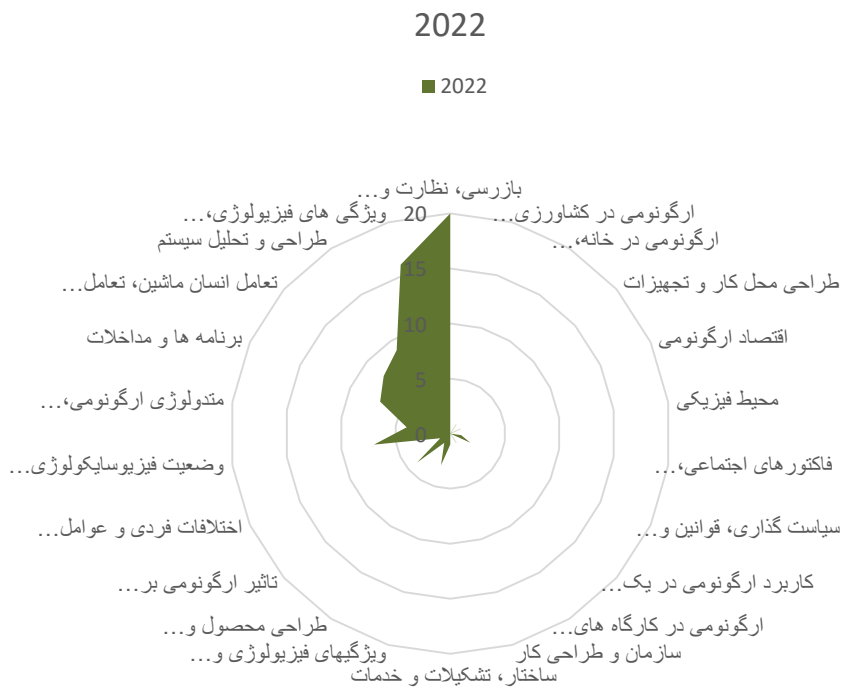 2022
2022
بازرسی، نظارت و...
ارگونومی در کشاورزی...
ارگونومی در خانه،...
طراحی محل کار و تجهیزات
اقتصاد ارگونومی
محیط فیزیکی
فاکتورهای اجتماعی،...
سیاست گذاری، قوانین و...
کاربرد ارگونومی در یک...
ارگونومی در کارگاه های...
سازمان و طراحی کار
ساختار، تشکیلات و خدمات
ویژگیهای فیزیولوژی و...
طراحی محصول و...
تاثیر ارگونومی بر...
اختلافات فردی و عوامل...
وضعیت فیزیوسایکولوژی...
متدولوژی ارگونومی،...
برنامه ها و مداخلات
تعامل انسان ماشین، تعامل...
طراحی و تحلیل سیستم
ویژگی های فیزیولوژی،...
20
15
10
5
0